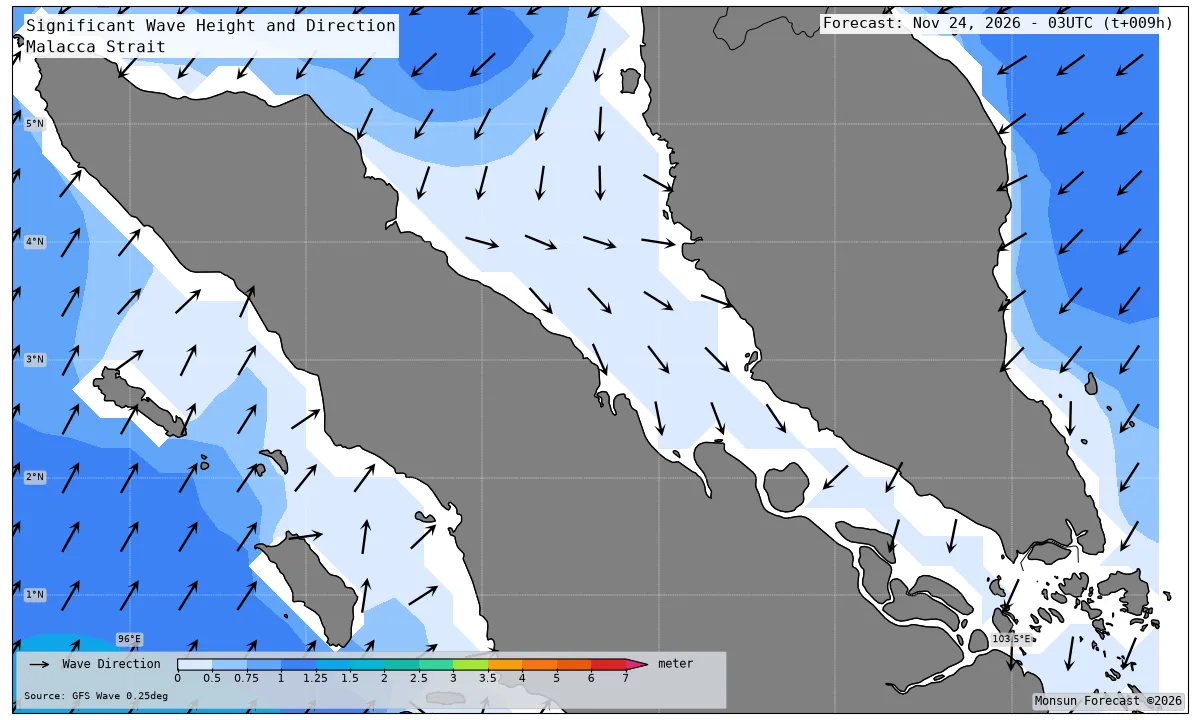 Significant Wave Height and Direction
Malacca Strait
Forecast: Nov 24, 2026 - 03UTC (t+009h)
5°N
4°N
3°N
2°N
1°N
96°E
103.5°E
Wave Direction
meter
0 0.5 0.75 1 1.25 1.5 2 2.5 3 3.5 4 5 6 7
Source: GFS Wave 0.25deg
Monsun Forecast ©2026